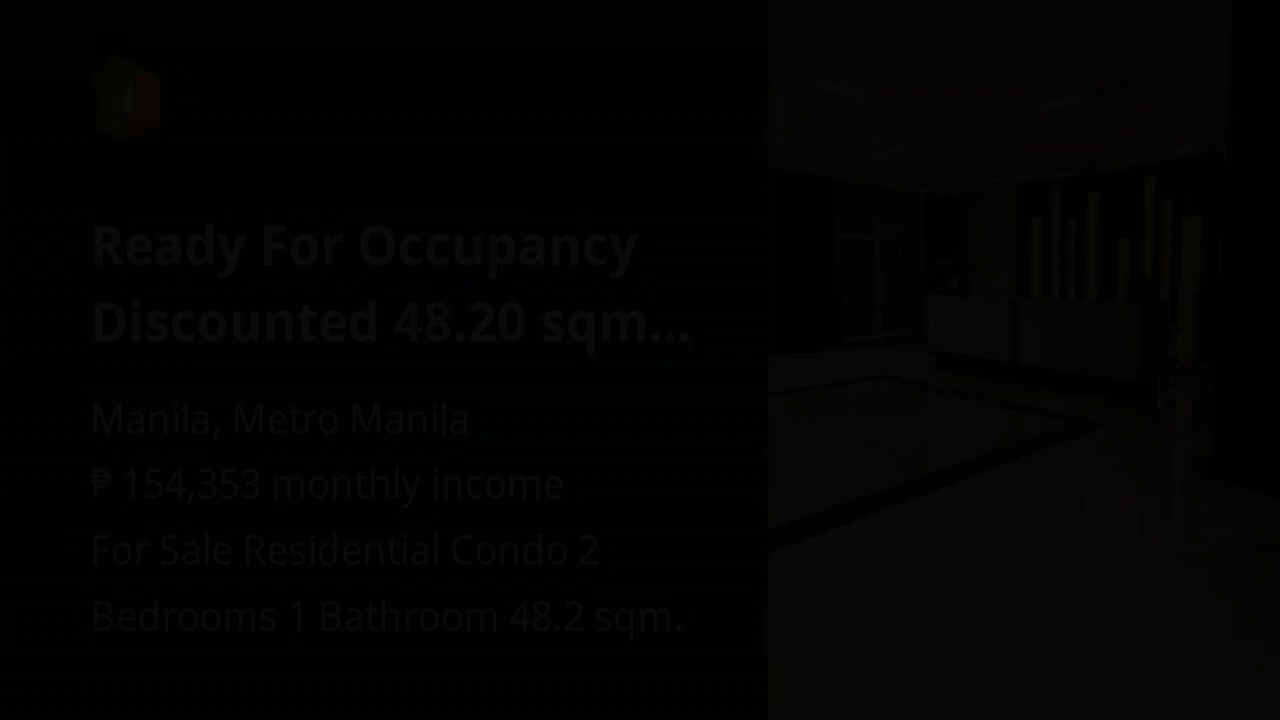 Ready For Occupancy
Discounted 48.20 sqm...
Manila, Metro Manila
₱ 154,353 monthly income
For Sale Residential Condo 2
Bedrooms 1 Bathroom 48.2 sqm.